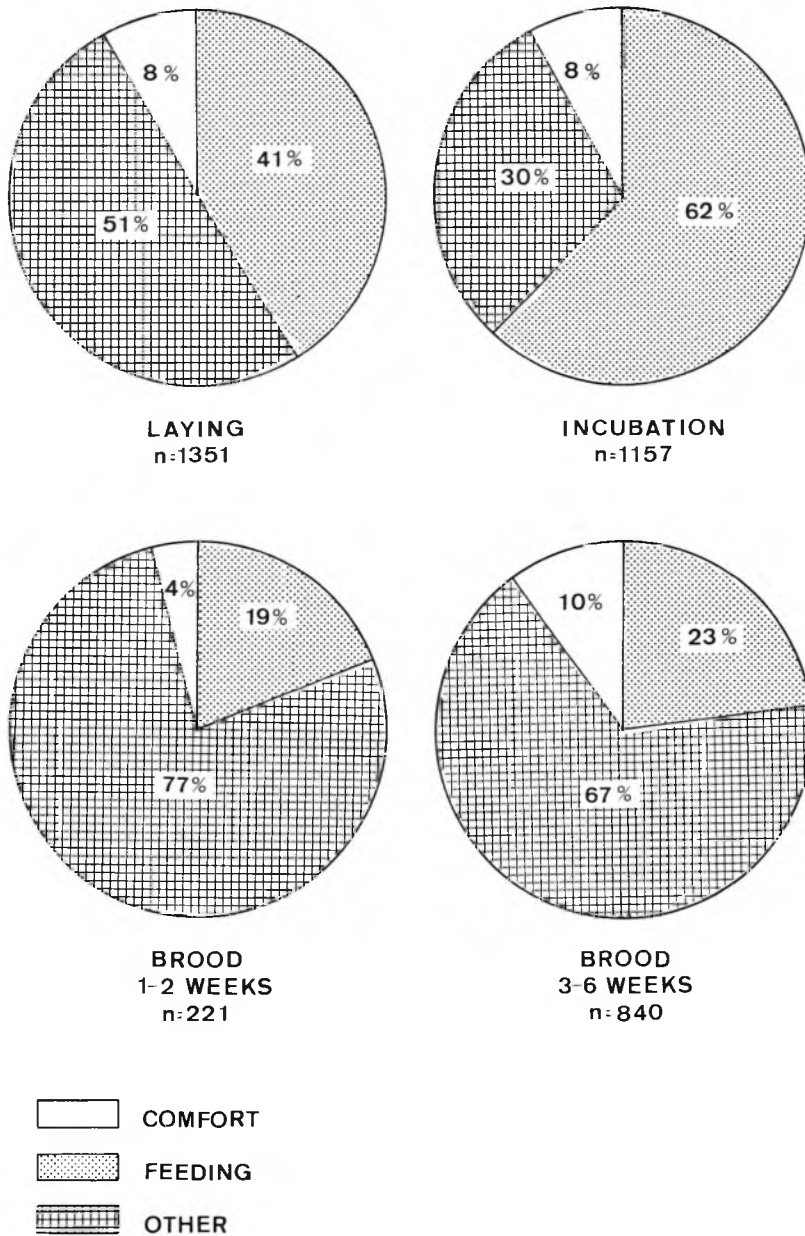 8%
41%
51%
LAYING
n:1351
8%
30%
62%
INCUBATION
n:1157
4%
19%
77%
BROOD
1-2 WEEKS
n:221
10%
23%
67%
BROOD
3-6 WEEKS
n:840
COMFORT
FEEDING
OTHER